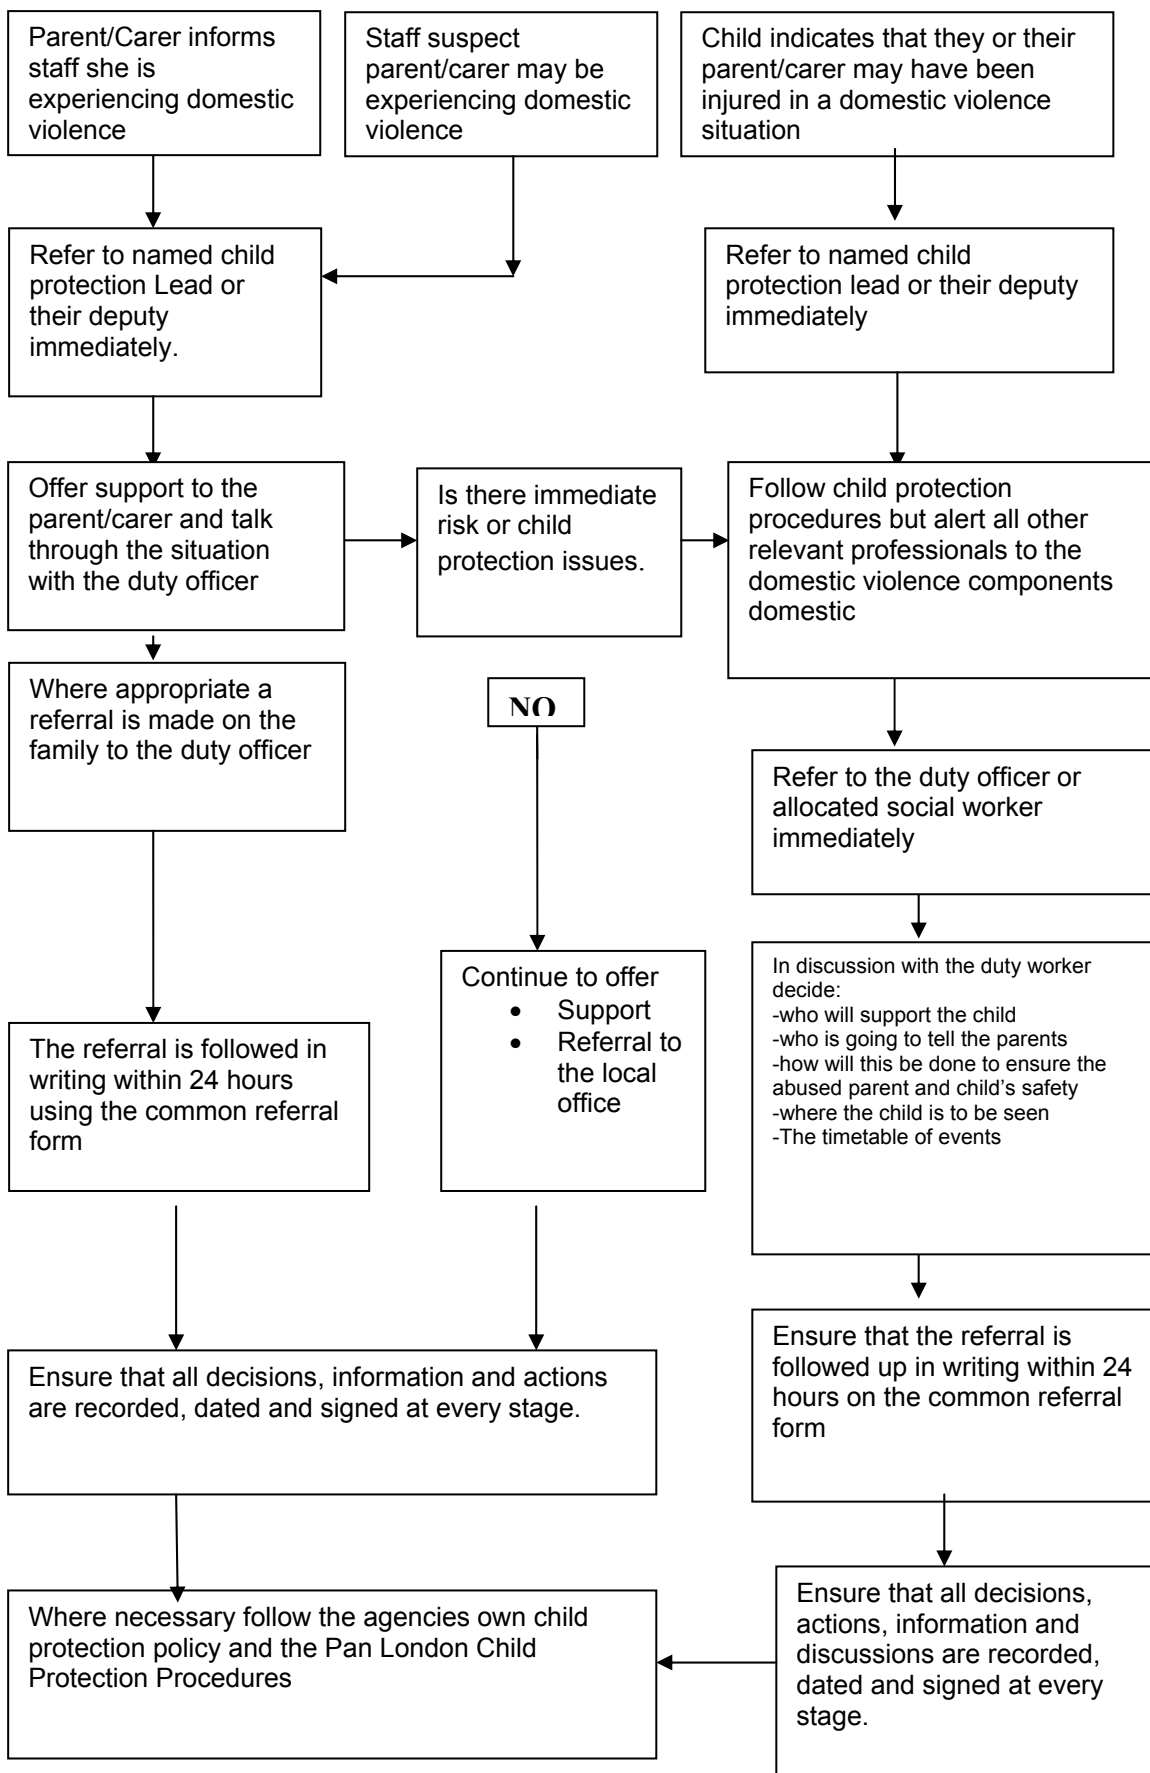 Parent/Carer informs
staff she is
experiencing domestic
violence
Staff suspect
parent/carer may be
experiencing domestic
violence
Child indicates that they or their
parent/carer may have been
injured in a domestic violence
situation
Refer to named child
protection Lead or
their deputy
immediately.
Refer to named child
protection lead or their deputy
immediately
Offer support to the
parent/carer and talk
through the situation
with the duty officer
Is there immediate
risk or child
protection issues.
Follow child protection
procedures but alert all other
relevant professionals to the
domestic violence components
domestic
Where appropriate a
referral is made on the
family to the duty officer
NO
Refer to the duty officer or
allocated social worker
immediately
Continue to offer
• Support
• Referral to
the local
office
In discussion with the duty worker
decide:
-who will support the child
-who is going to tell the parents
-how will this be done to ensure the
abused parent and child’s safety
-where the child is to be seen
-The timetable of events
The referral is followed in
writing within 24 hours
using the common referral
form
Ensure that the referral is
followed up in writing within 24
hours on the common referral
form
Ensure that all decisions, information and actions
are recorded, dated and signed at every stage.
Ensure that all decisions,
actions, information and
discussions are recorded,
dated and signed at every
stage.
Where necessary follow the agencies own child
protection policy and the Pan London Child
Protection Procedures